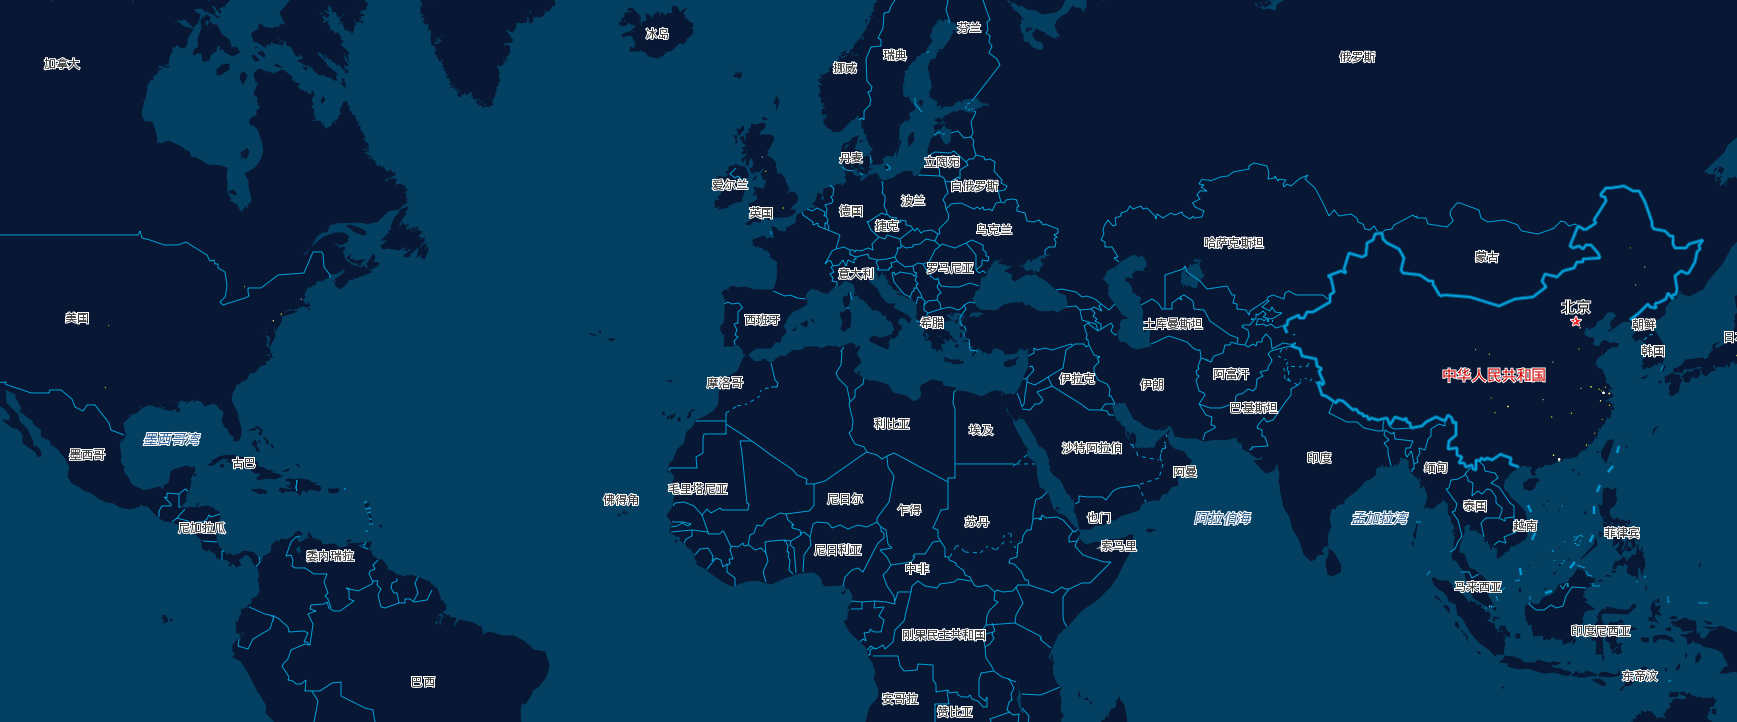 芬兰
冰岛
瑞典
俄罗斯
加拿大
挪威
丹麦
立陶宛
爱尔兰
白俄罗斯
波兰
德国
英国
捷克
乌克兰
哈萨克斯坦
蒙古
罗马尼亚
意大利
北京
美国
西班牙
希腊
土库曼斯坦
朝鲜
日本
韩国
中华人民共和国
阿富汗
伊拉克
摩洛哥
伊朗
巴基斯坦
利比亚
埃及
墨西哥湾
沙特阿拉伯
墨西哥
印度
古巴
缅甸
阿曼
毛里塔尼亚
佛得角
尼日尔
泰国
乍得
也门
阿拉伯海
孟加拉湾
苏丹
越南
尼加拉瓜
菲律宾
索马里
尼日利亚
委内瑞拉
中非
马来西亚
印度尼西亚
刚果民主共和国
东帝汶
巴西
安哥拉
赞比亚